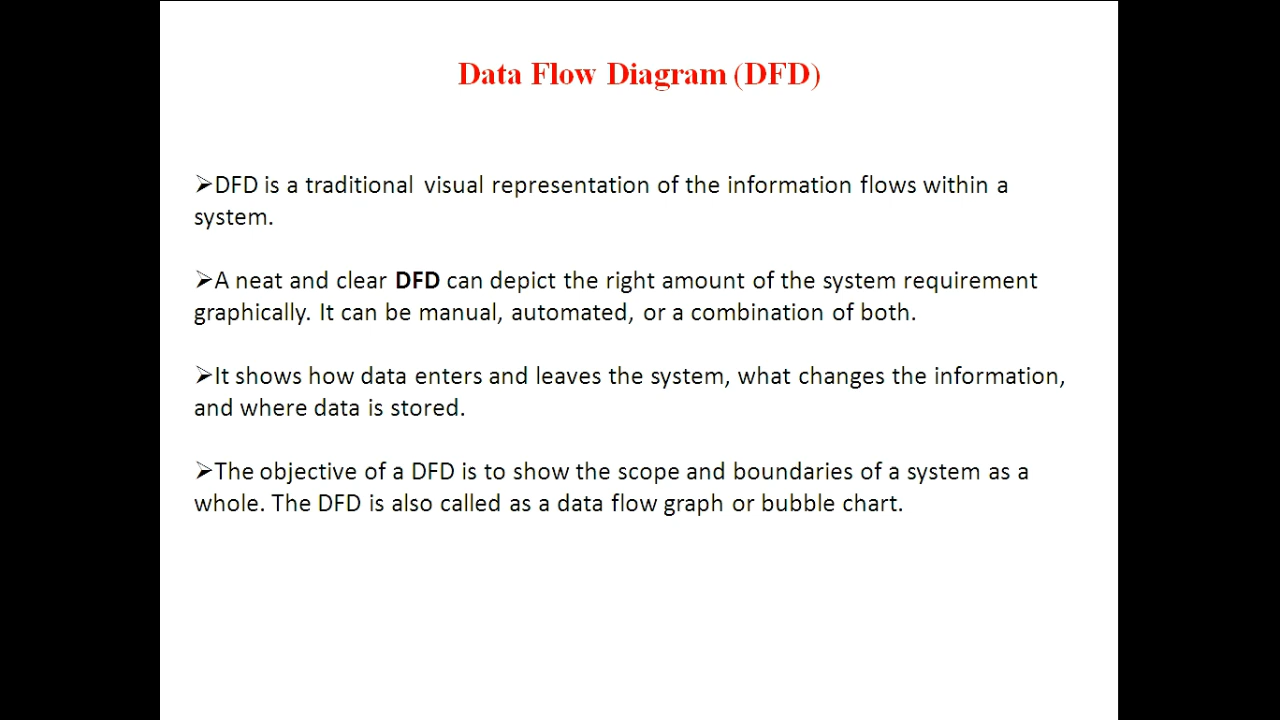 Data Flow Diagram (DFD)
➢DFD is a traditional visual representation of the information flows within a
system.
➢A neat and clear DFD can depict the right amount of the system requirement
graphically. It can be manual, automated, or a combination of both.
➢It shows how data enters and leaves the system, what changes the information,
and where data is stored.
➢The objective of a DFD is to show the scope and boundaries of a system as a
whole. The DFD is also called as a data flow graph or bubble chart.